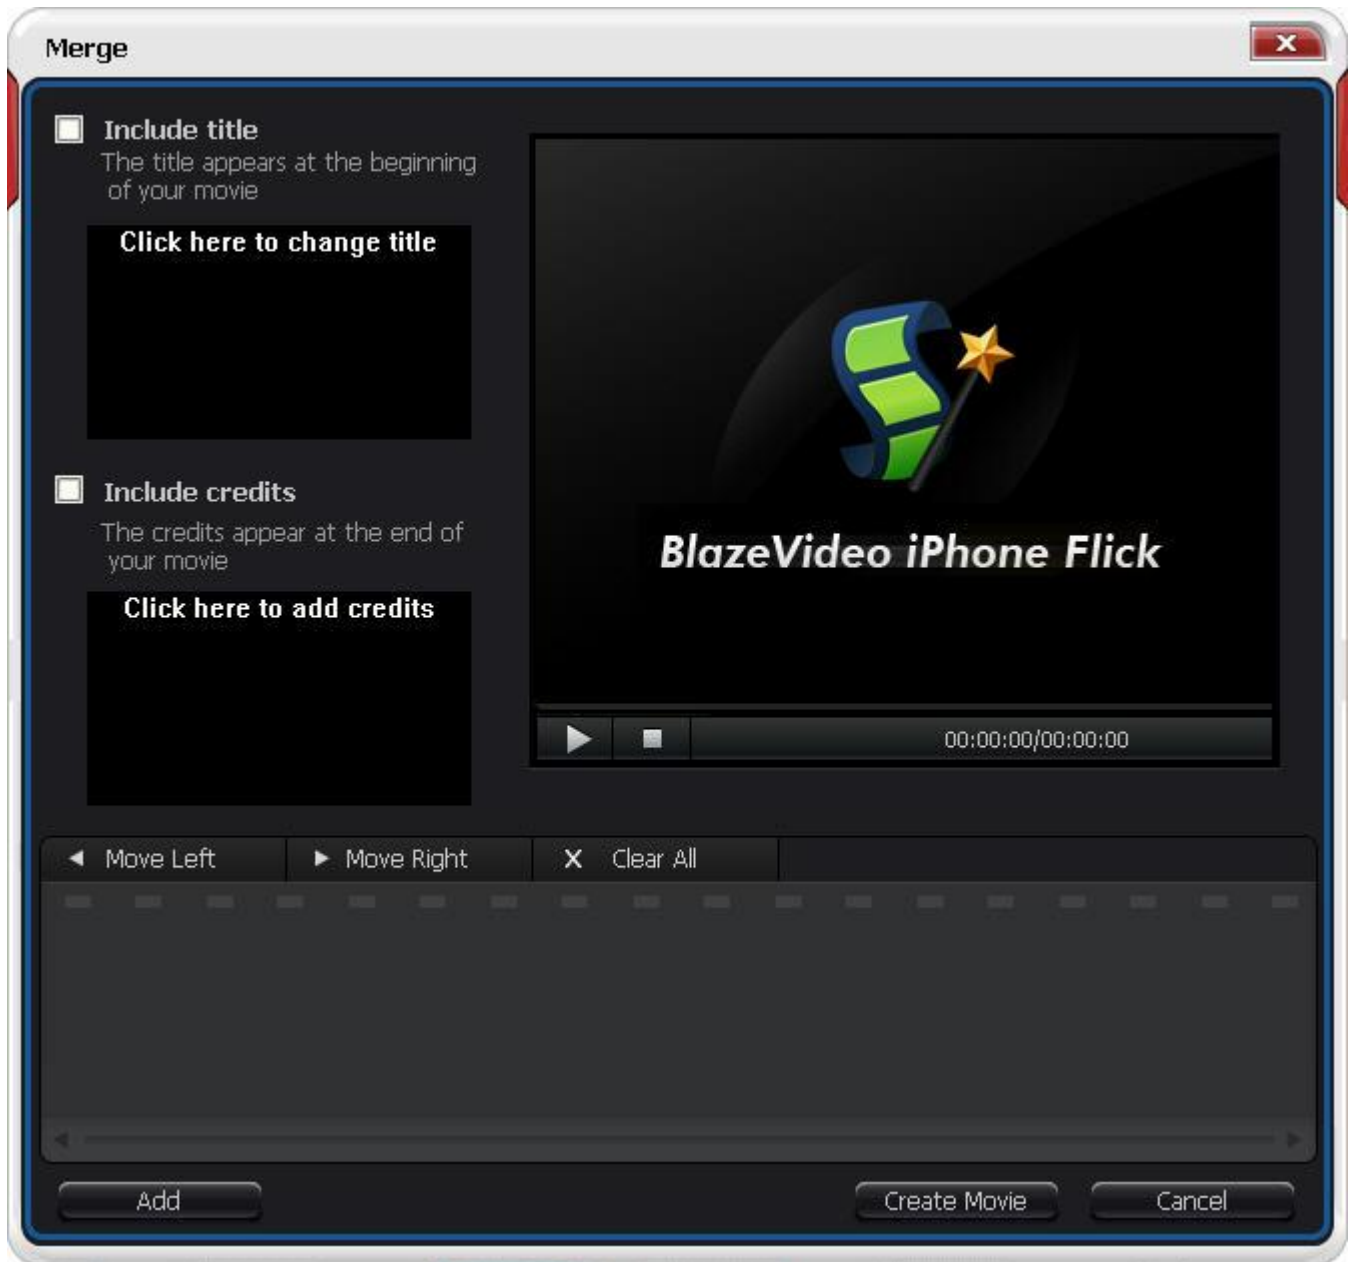 Merge
Include title
The title appears at the beginning
of your movie
Click here to change title
Include credits
The credits appear at the end of
your movie
Click here to add credits
BlazeVideo iPhone Flick
00:00:00/00:00:00
Move Left
Move Right
X Clear All
Add
Create Movie
Cancel